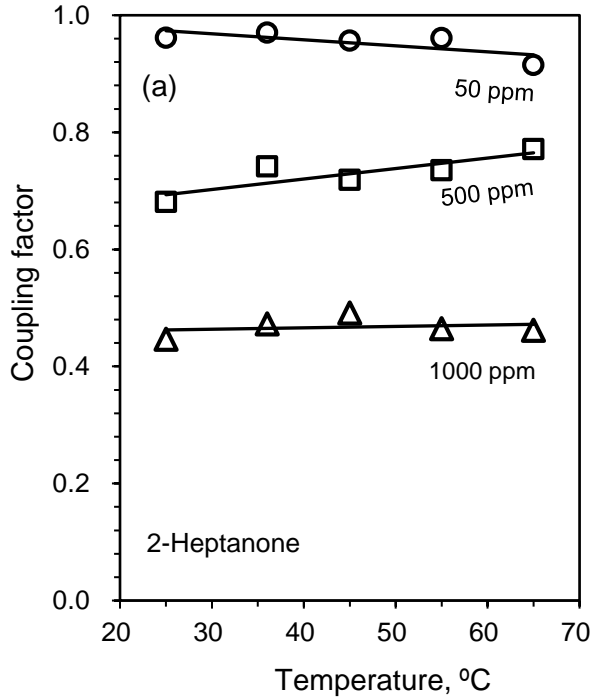 1.0
(a)
50 ppm
0.8
500 ppm
0.6
Coupling factor
0.4
1000 ppm
0.2
2-Heptanone
0.0
20 30 40 50 60 70
Temperature, ºC